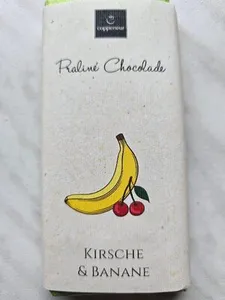 coppeneur
Praliné Chocolade
KIRSCHE
& BANANE